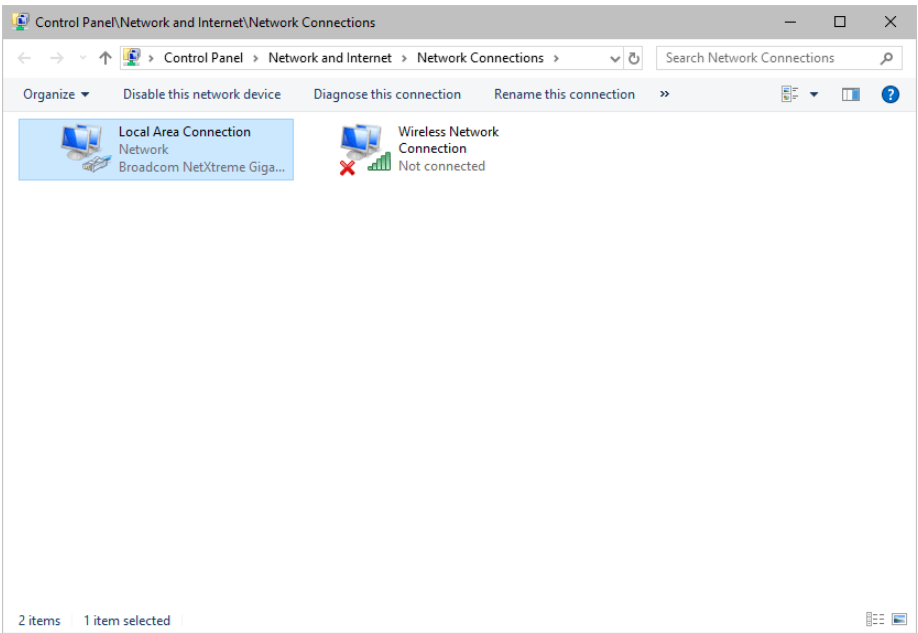 Control Panel\Network and Internet\Network Connections
Control Panel > Network and Internet > Network Connections >
Search Network Connections
Organize Disable this network device Diagnose this connection Rename this connection »
Local Area Connection
Network
Broadcom NetXtreme Giga...
Wireless Network
Connection
Not connected
2 items 1 item selected